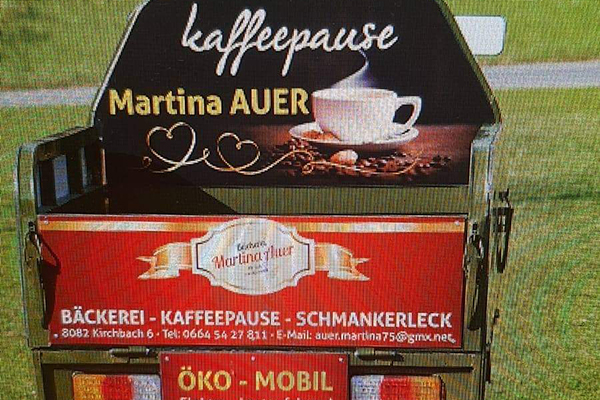 kaffeepause
Martina AUER
Bäckerei
Martina Auer
BÄCKEREI - KAFFEEPAUSE - SCHMANKERLECK
8082 Kirchbach 6 · Tel: 0664 54 27 811 · E-Mail: auer.martina75@gmx.net
ÖKO - MOBIL